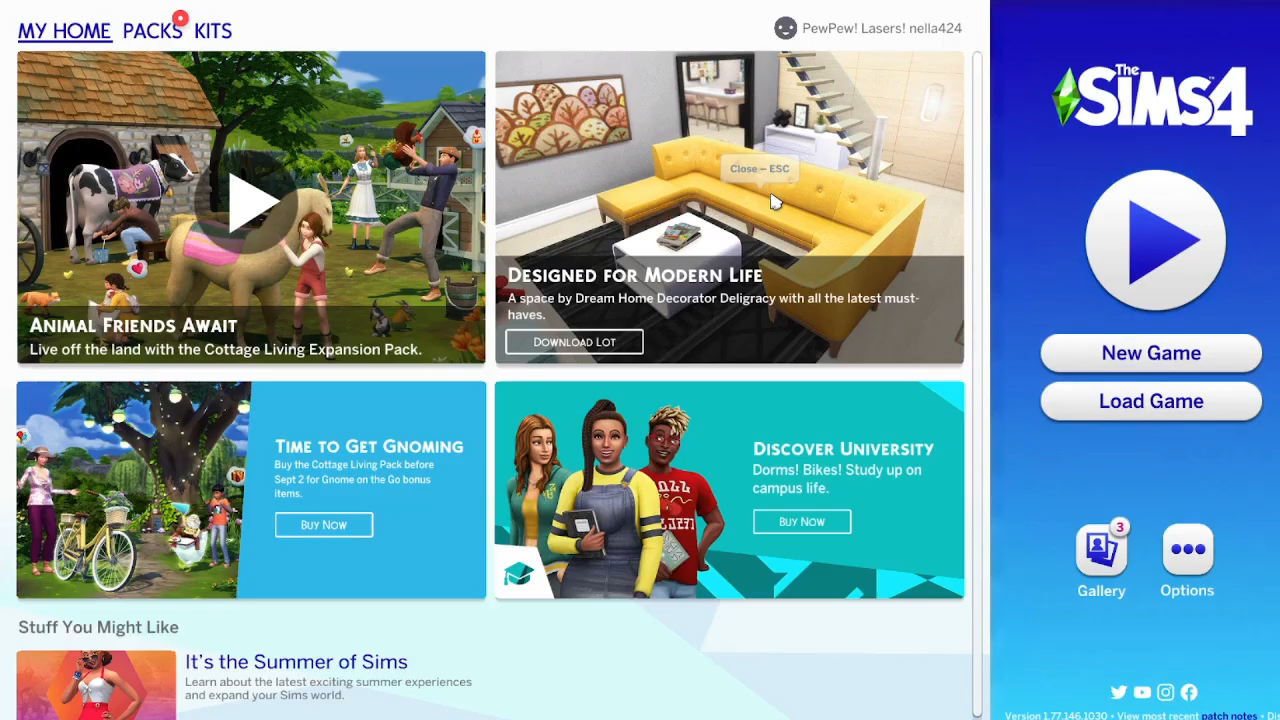 MY HOME PACKS KITS
PewPew! Lasers! nella424
Close – ESC
ANIMAL FRIENDS AWAIT
Live off the land with the Cottage Living Expansion Pack.
DESIGNED FOR MODERN LIFE
A space by Dream Home Decorator Deligracy with all the latest must-
haves.
DOWNLOAD LOT
TIME TO GET GNOMING
Buy the Cottage Living Pack before
Sept 2 for Gnome on the Go bonus
items.
BUY NOW
DISCOVER UNIVERSITY
Dorms! Bikes! Study up on
campus life.
BUY NOW
Stuff You Might Like
It's the Summer of Sims
Learn about the latest exciting summer experiences
and expand your Sims world.
The
SIMS4
New Game
Load Game
3
Gallery
Options
Version 1.77.146.1030 • View most recent patch notes •